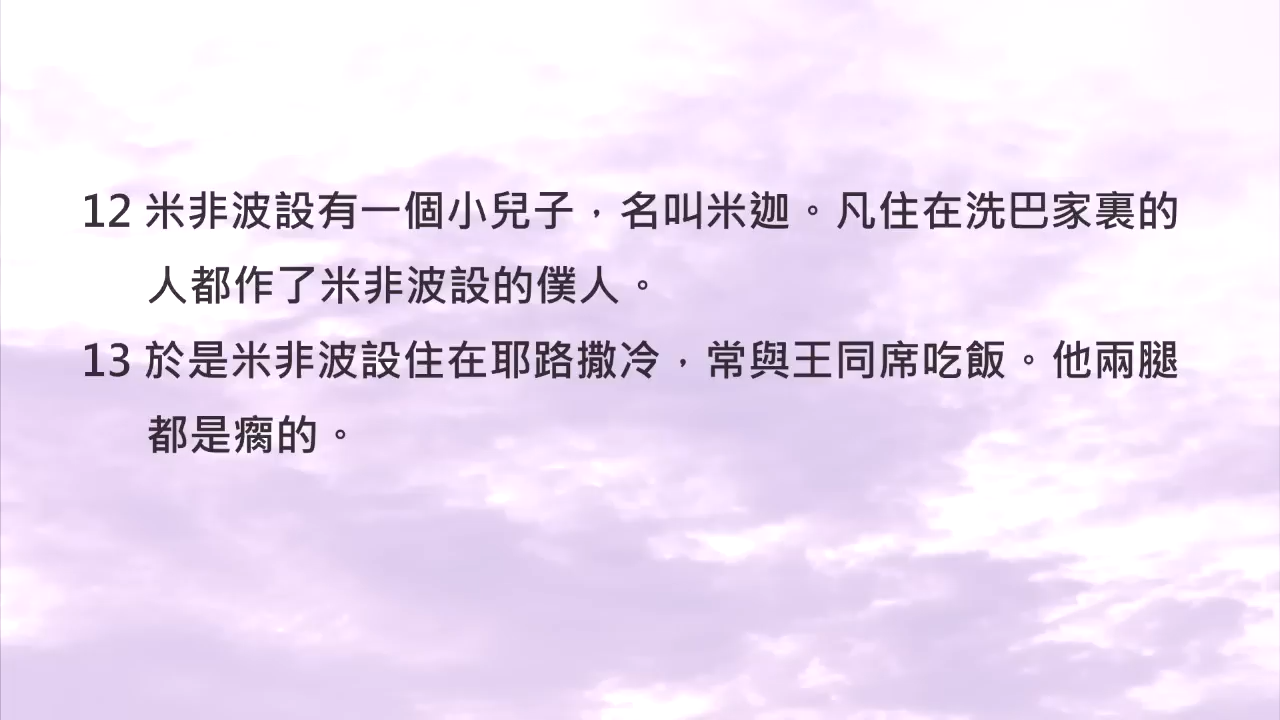 12 米非波設有一個小兒子，名叫米迦。凡住在洗巴家裏的
人都作了米非波設的僕人。
13 於是米非波設住在耶路撒冷，常與王同席吃飯。他兩腿
都是瘸的。